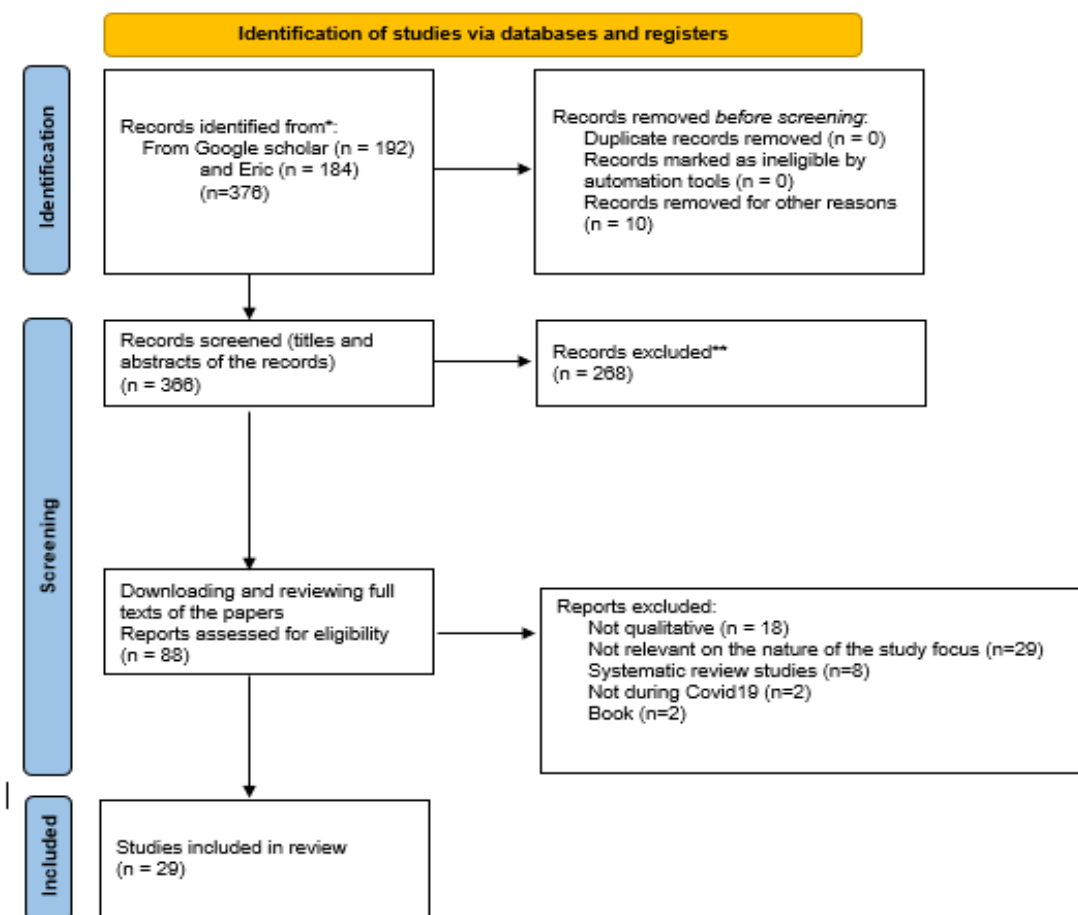 Identification of studies via databases and registers
Identification
Records identified from*:
From Google scholar (n = 192)
and Eric (n = 184)
(n=376)
Records removed before screening:
Duplicate records removed (n = 0)
Records marked as ineligible by
automation tools (n = 0)
Records removed for other reasons
(n = 10)
Screening
Records screened (titles and
abstracts of the records)
(n = 366)
Records excluded**
(n = 268)
Downloading and reviewing full
texts of the papers
Reports assessed for eligibility
(n = 88)
Reports excluded:
Not qualitative (n = 18)
Not relevant on the nature of the study focus (n=29)
Systematic review studies (n=8)
Not during Covid19 (n=2)
Book (n=2)
Included
Studies included in review
(n = 29)